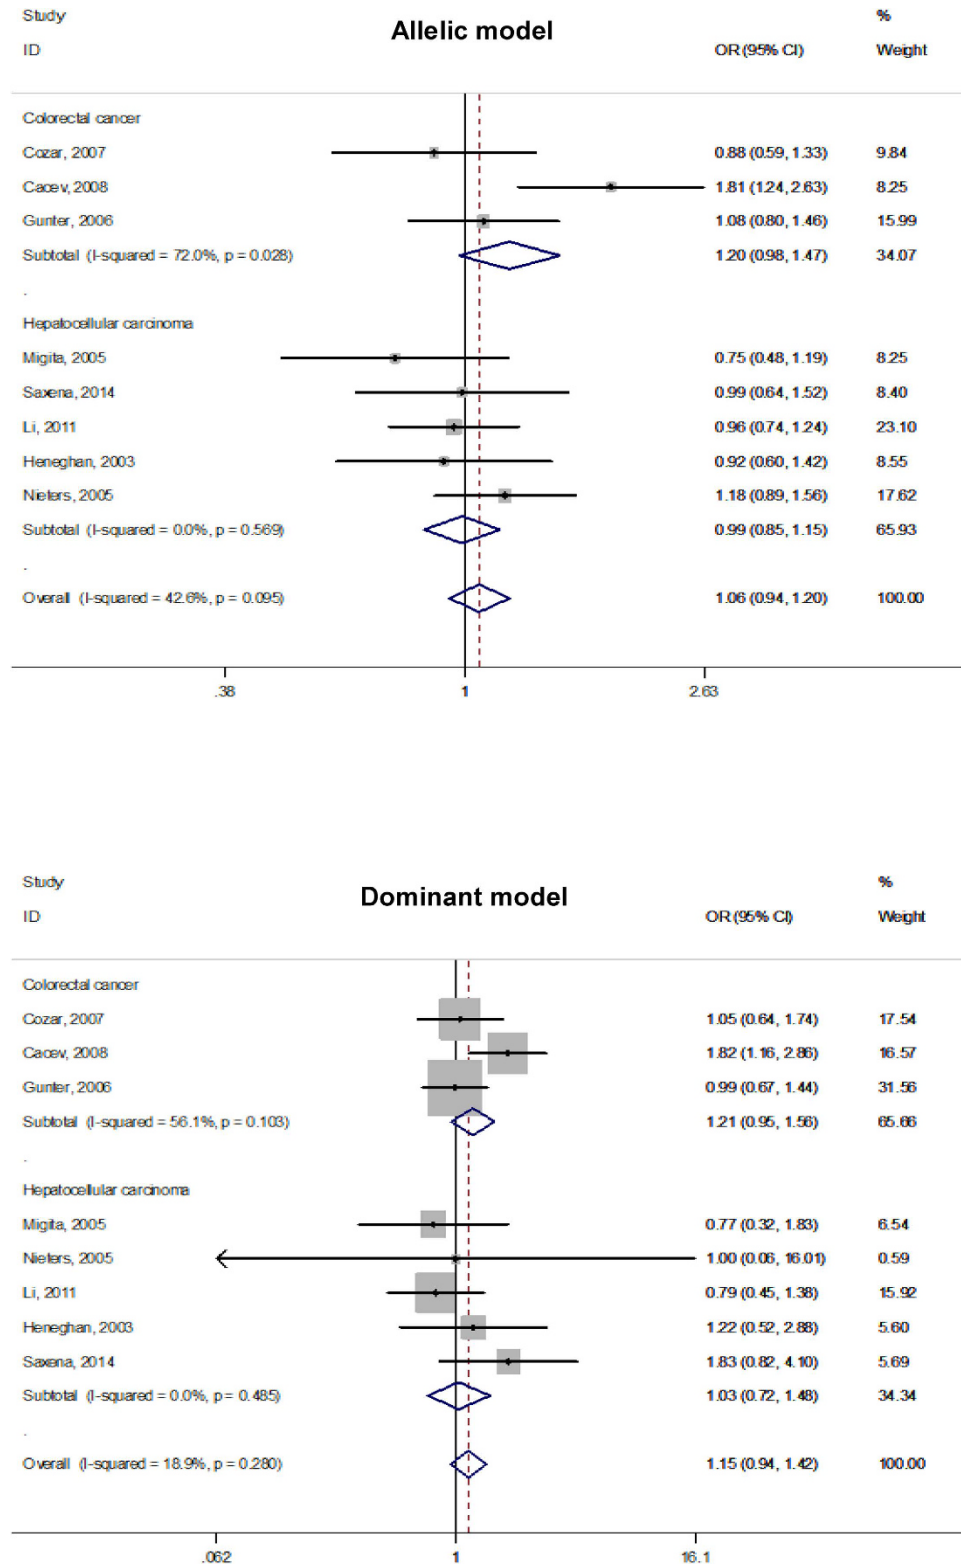 Study %
Allelic model
ID OR (95% CI) Weight
Colorectal cancer
Cozar, 2007 0.88 (0.59, 1.33) 9.84
Cacev, 2008 1.81 (1.24, 2.63) 8.25
Gunter, 2006 1.08 (0.80, 1.46) 15.99
Subtotal (I-squared = 72.0%, p = 0.028) 1.20 (0.98, 1.47) 34.07
.
Hepatocellular carcinoma
Migita, 2005 0.75 (0.48, 1.19) 8.25
Saxena, 2014 0.99 (0.64, 1.52) 8.40
Li, 2011 0.96 (0.74, 1.24) 23.10
Heneghan, 2003 0.92 (0.60, 1.42) 8.55
Nieters, 2005 1.18 (0.89, 1.56) 17.62
Subtotal (I-squared = 0.0%, p = 0.569) 0.99 (0.85, 1.15) 65.93
.
Overall (I-squared = 42.6%, p = 0.095) 1.06 (0.94, 1.20) 100.00
.38 1 2.63
Study %
Dominant model
ID OR (95% CI) Weight
Colorectal cancer
Cozar, 2007 1.05 (0.64, 1.74) 17.54
Cacev, 2008 1.82 (1.16, 2.86) 16.57
Gunter, 2006 0.99 (0.67, 1.44) 31.56
Subtotal (I-squared = 56.1%, p = 0.103) 1.21 (0.95, 1.56) 65.66
.
Hepatocellular carcinoma
Migita, 2005 0.77 (0.32, 1.83) 6.54
Nieters, 2005 1.00 (0.06, 16.01) 0.59
Li, 2011 0.79 (0.45, 1.38) 15.92
Heneghan, 2003 1.22 (0.52, 2.88) 5.60
Saxena, 2014 1.83 (0.82, 4.10) 5.69
Subtotal (I-squared = 0.0%, p = 0.485) 1.03 (0.72, 1.48) 34.34
.
Overall (I-squared = 18.9%, p = 0.280) 1.15 (0.94, 1.42) 100.00
.062 1 16.1